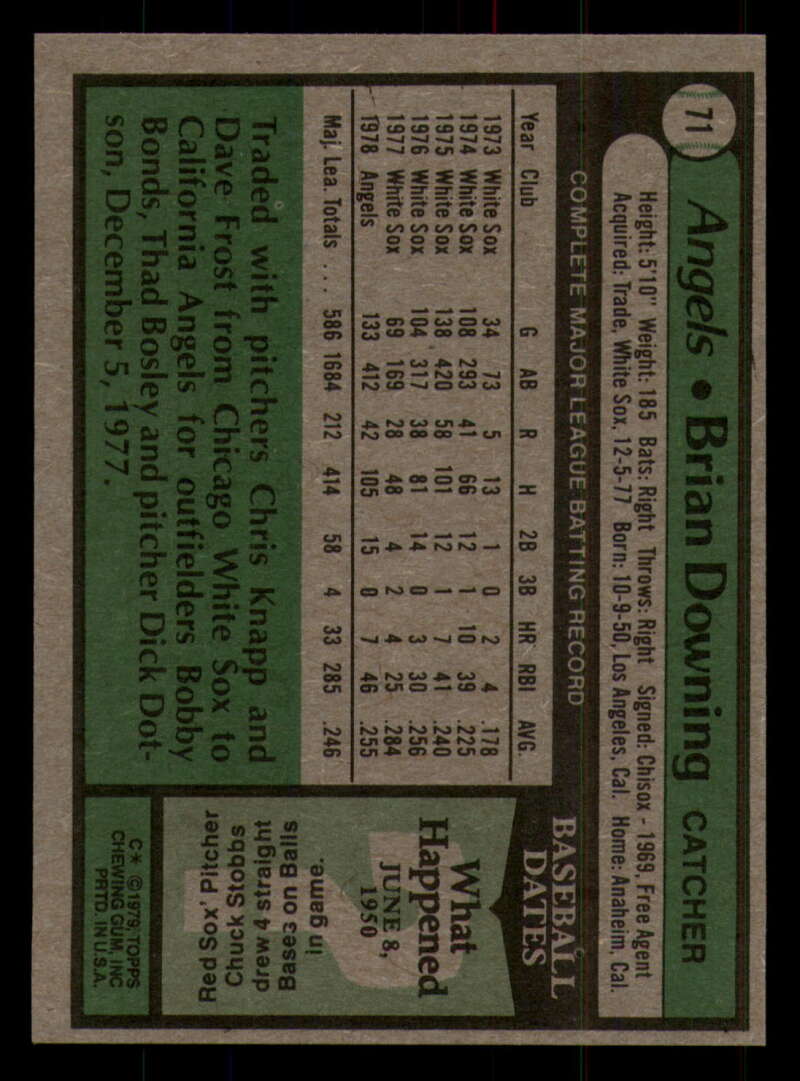 71
Angels • Brian Downing CATCHER
Height: 5'10" Weight: 185 Bats: Right Throws: Right Signed: Chisox - 1969, Free Agent
Acquired: Trade, White Sox, 12-5-77 Born: 10-9-50, Los Angeles, Cal. Home: Anaheim, Cal.
COMPLETE MAJOR LEAGUE BATTING RECORD
Year Club G AB R H 2B 3B HR RBI AVG.
1973 White Sox 34 73 5 13 1 0 2 4 .178
1974 White Sox 108 293 41 66 12 1 10 39 .225
1975 White Sox 138 420 58 101 12 1 7 41 .240
1976 White Sox 104 317 38 81 14 0 3 30 .256
1977 White Sox 69 169 28 48 4 2 4 25 .284
1978 Angels 133 412 42 105 15 0 7 46 .255
Maj. Lea. Totals ... 586 1684 212 414 58 4 33 285 .246
Traded with pitchers Chris Knapp and
Dave Frost from Chicago White Sox to
California Angels for outfielders Bobby
Bonds, Thad Bosley and pitcher Dick Dot-
son, December 5, 1977.
BASEBALL
DATES
What
Happened
JUNE 8,
1950
Red Sox' Pitcher
Chuck Stobbs
drew 4 straight
Bases on Balls
in game.
C* ©1979, TOPPS
CHEWING GUM, INC
PRTD. IN U.S.A.